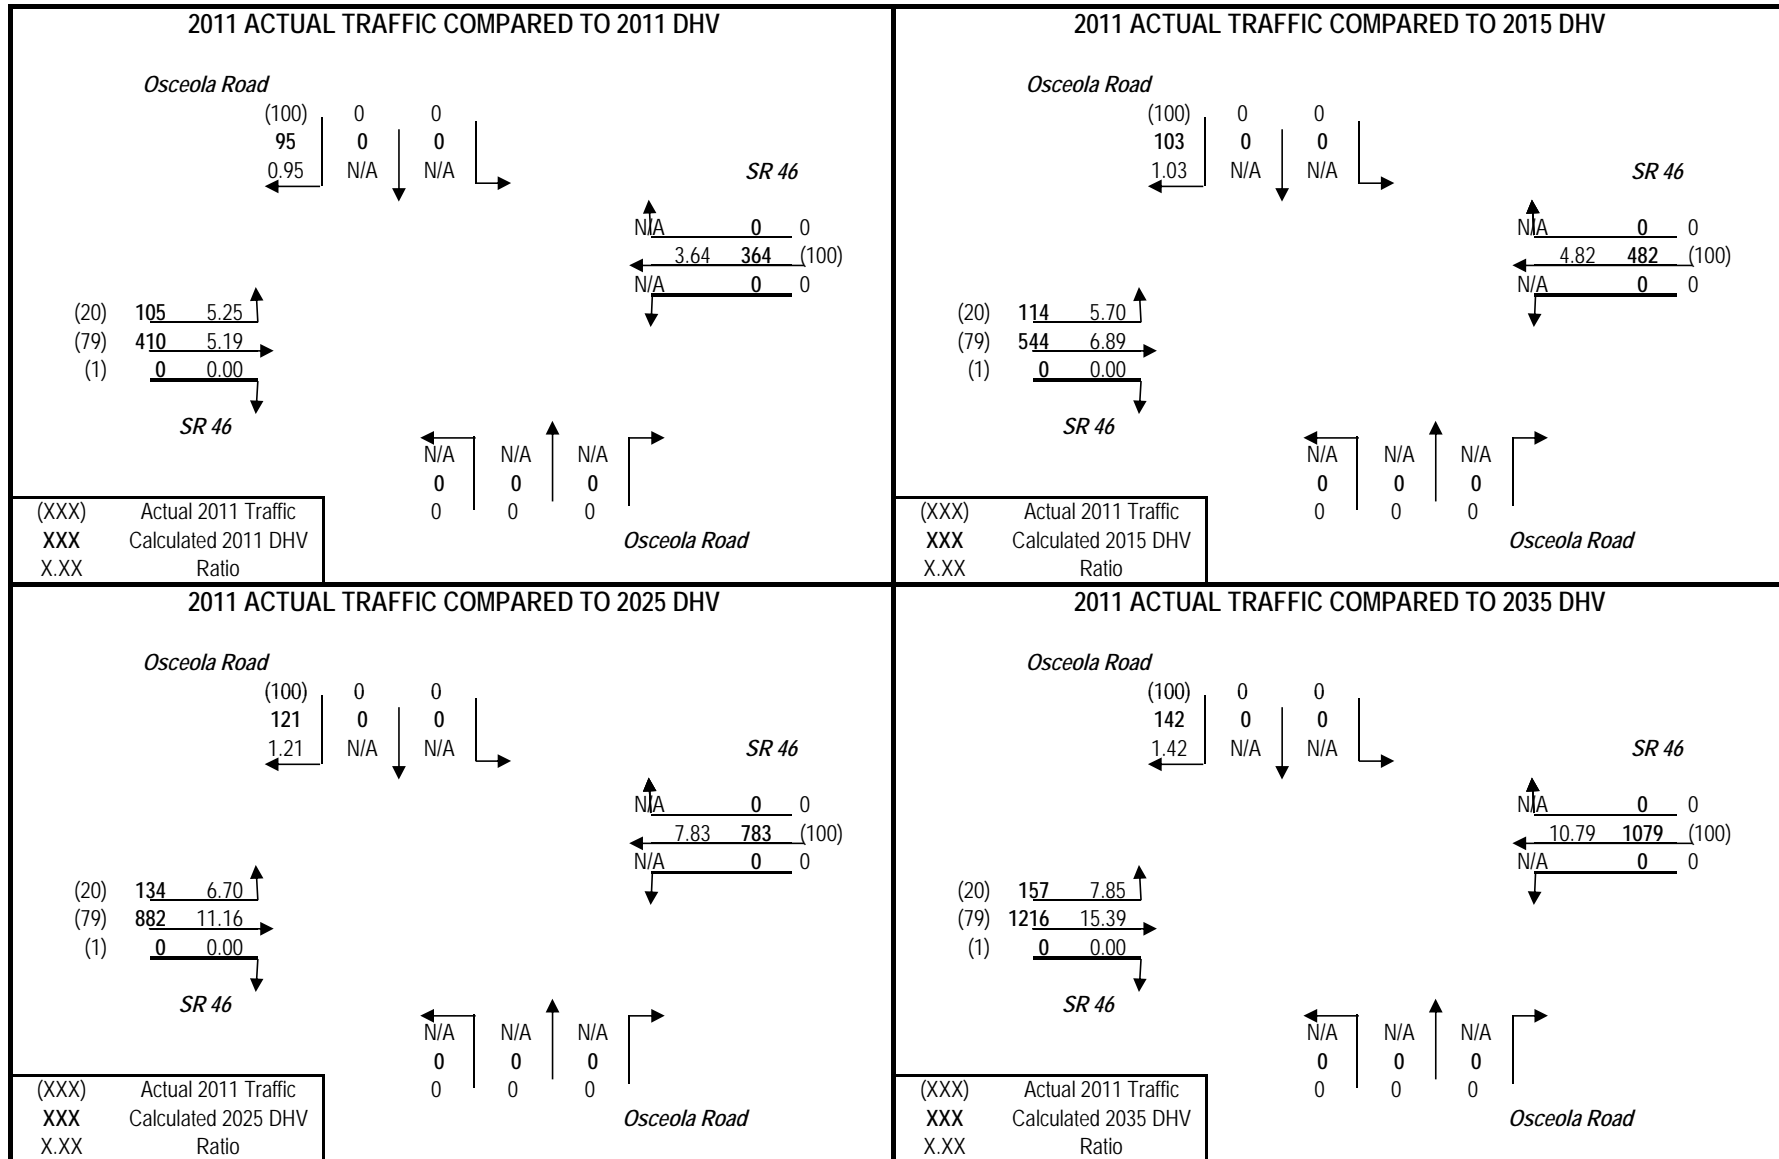 2011 ACTUAL TRAFFIC COMPARED TO 2011 DHV
Osceola Road
(100) 0 0
95 0 0
0.95 N/A N/A
SR 46
N/A 0 0
3.64 364 (100)
N/A 0 0
(20) 105 5.25
(79) 410 5.19
(1) 0 0.00
SR 46
N/A N/A N/A
0 0 0
0 0 0
Osceola Road
(XXX) Actual 2011 Traffic
XXX Calculated 2011 DHV
X.XX Ratio
2011 ACTUAL TRAFFIC COMPARED TO 2015 DHV
Osceola Road
(100) 0 0
103 0 0
1.03 N/A N/A
SR 46
N/A 0 0
4.82 482 (100)
N/A 0 0
(20) 114 5.70
(79) 544 6.89
(1) 0 0.00
SR 46
N/A N/A N/A
0 0 0
0 0 0
Osceola Road
(XXX) Actual 2011 Traffic
XXX Calculated 2015 DHV
X.XX Ratio
2011 ACTUAL TRAFFIC COMPARED TO 2025 DHV
Osceola Road
(100) 0 0
121 0 0
1.21 N/A N/A
SR 46
N/A 0 0
7.83 783 (100)
N/A 0 0
(20) 134 6.70
(79) 882 11.16
(1) 0 0.00
SR 46
N/A N/A N/A
0 0 0
0 0 0
Osceola Road
(XXX) Actual 2011 Traffic
XXX Calculated 2025 DHV
X.XX Ratio
2011 ACTUAL TRAFFIC COMPARED TO 2035 DHV
Osceola Road
(100) 0 0
142 0 0
1.42 N/A N/A
SR 46
N/A 0 0
10.79 1079 (100)
N/A 0 0
(20) 157 7.85
(79) 1216 15.39
(1) 0 0.00
SR 46
N/A N/A N/A
0 0 0
0 0 0
Osceola Road
(XXX) Actual 2011 Traffic
XXX Calculated 2035 DHV
X.XX Ratio